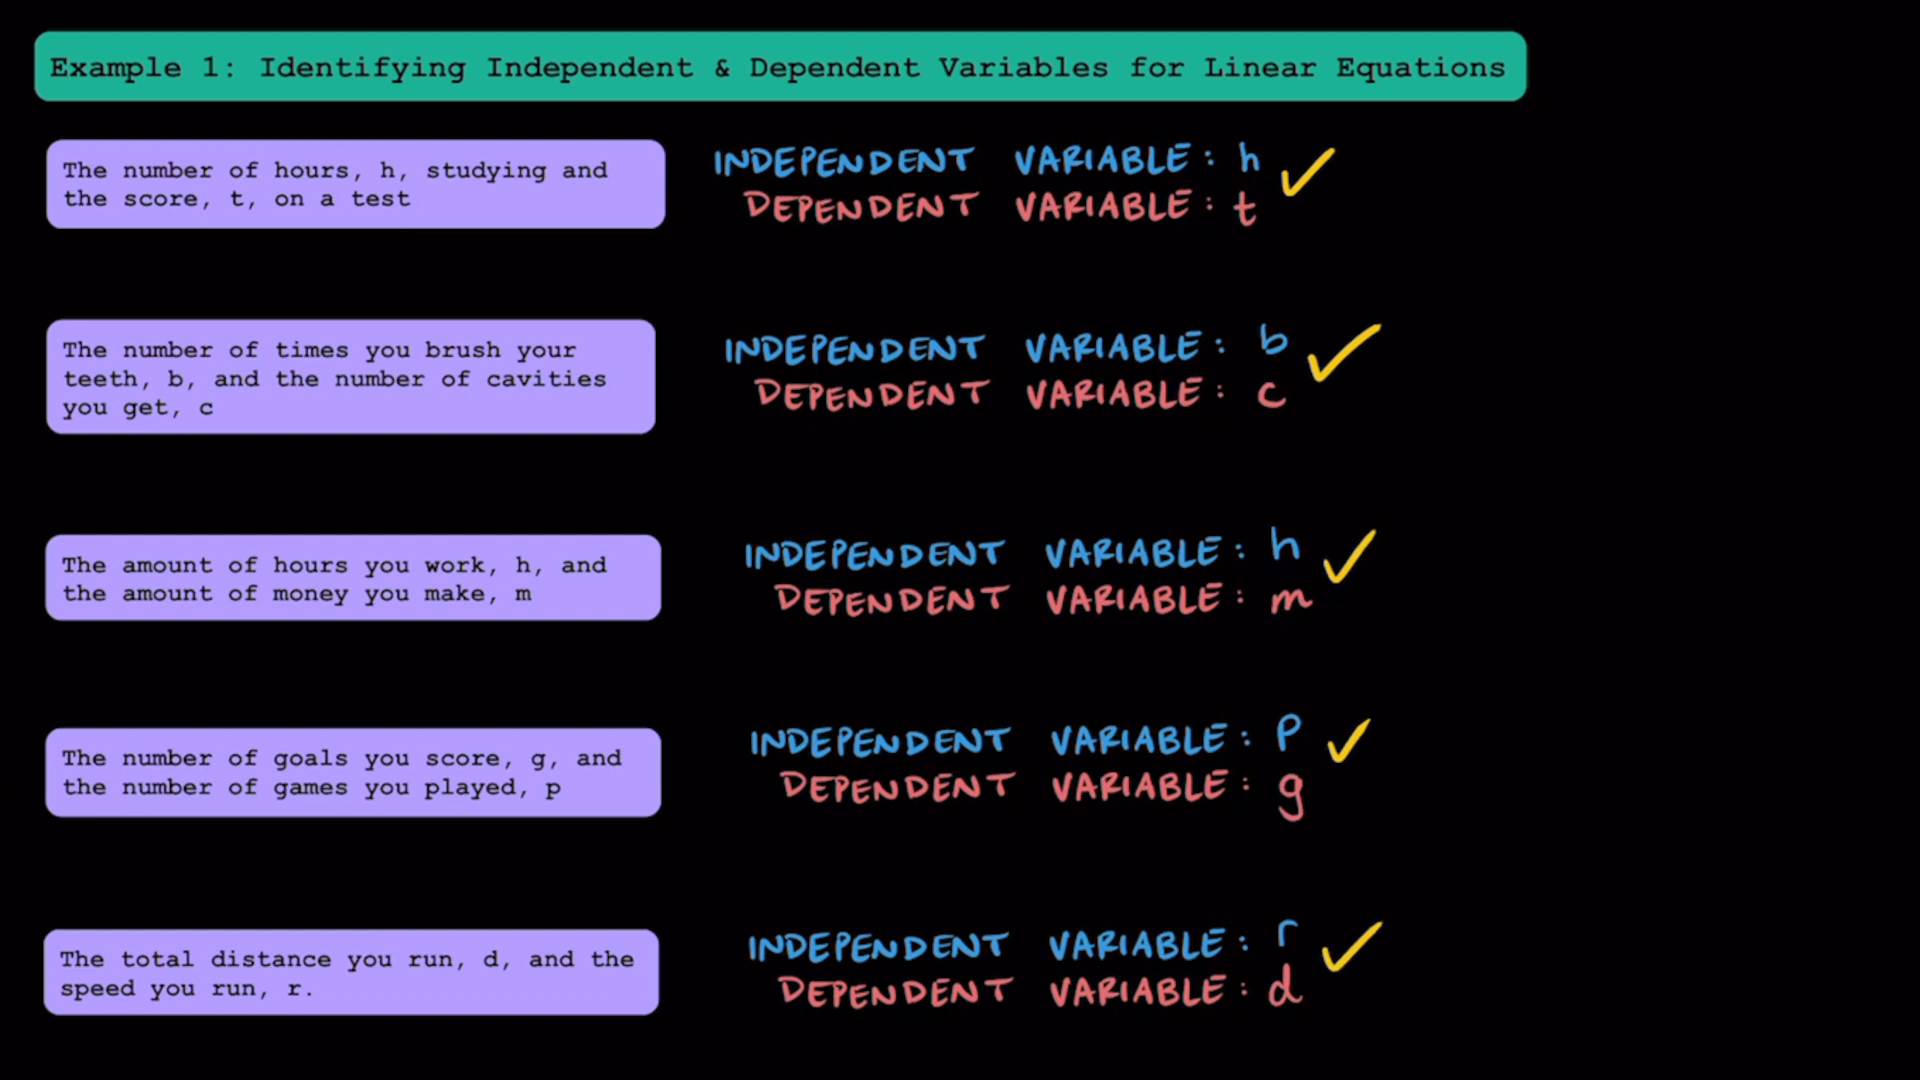 Example 1: Identifying Independent & Dependent Variables for Linear Equations
The number of hours, h, studying and
the score, t, on a test
INDEPENDENT VARIABLE: h
DEPENDENT VARIABLE: t
The number of times you brush your
teeth, b, and the number of cavities
you get, c
INDEPENDENT VARIABLE: b
DEPENDENT VARIABLE: c
The amount of hours you work, h, and
the amount of money you make, m
INDEPENDENT VARIABLE: h
DEPENDENT VARIABLE: m
The number of goals you score, g, and
the number of games you played, p
INDEPENDENT VARIABLE: P
DEPENDENT VARIABLE: g
The total distance you run, d, and the
speed you run, r.
INDEPENDENT VARIABLE: r
DEPENDENT VARIABLE: d